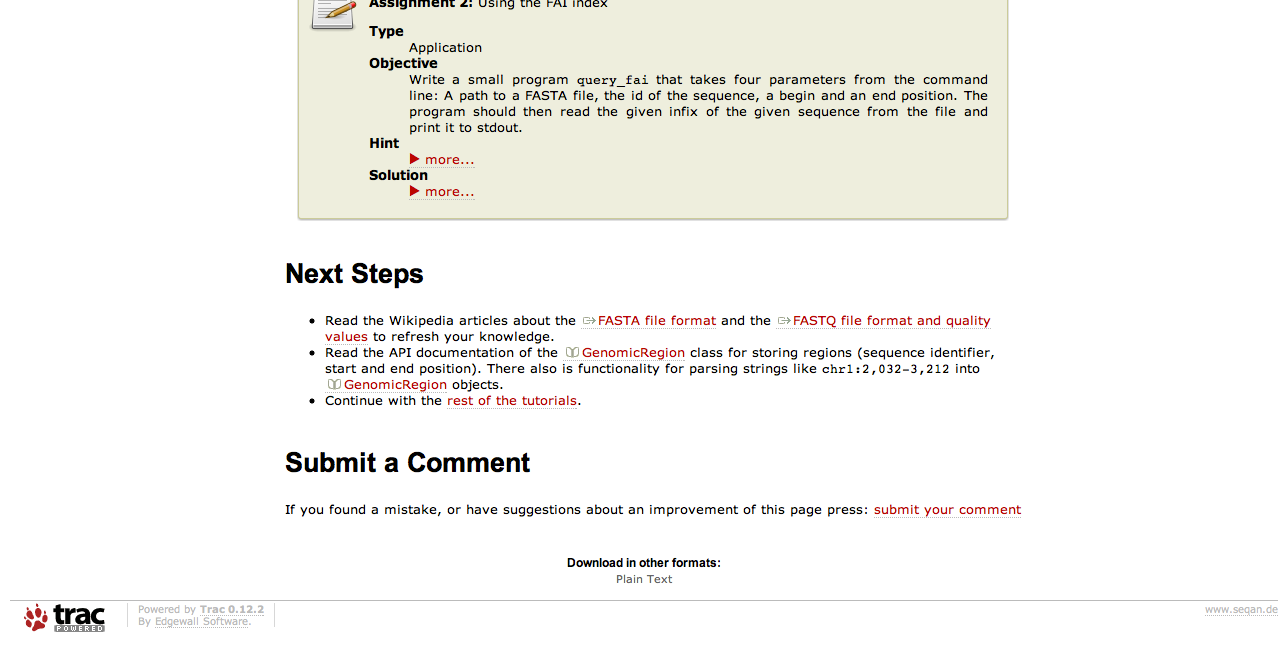 Assignment 2: Using the FAI index
Type
Application
Objective
Write a small program query_fai that takes four parameters from the command
line: A path to a FASTA file, the id of the sequence, a begin and an end position. The
program should then read the given infix of the given sequence from the file and
print it to stdout.
Hint
more...
Solution
more...
Next Steps
Read the Wikipedia articles about the FASTA file format and the FASTQ file format and quality
values to refresh your knowledge.
Read the API documentation of the GenomicRegion class for storing regions (sequence identifier,
start and end position). There also is functionality for parsing strings like chr1:2,032-3,212 into
GenomicRegion objects.
Continue with the rest of the tutorials.
Submit a Comment
If you found a mistake, or have suggestions about an improvement of this page press: submit your comment
Download in other formats:
Plain Text
trac
POWERED
Powered by Trac 0.12.2
By Edgewall Software.
www.seqan.de